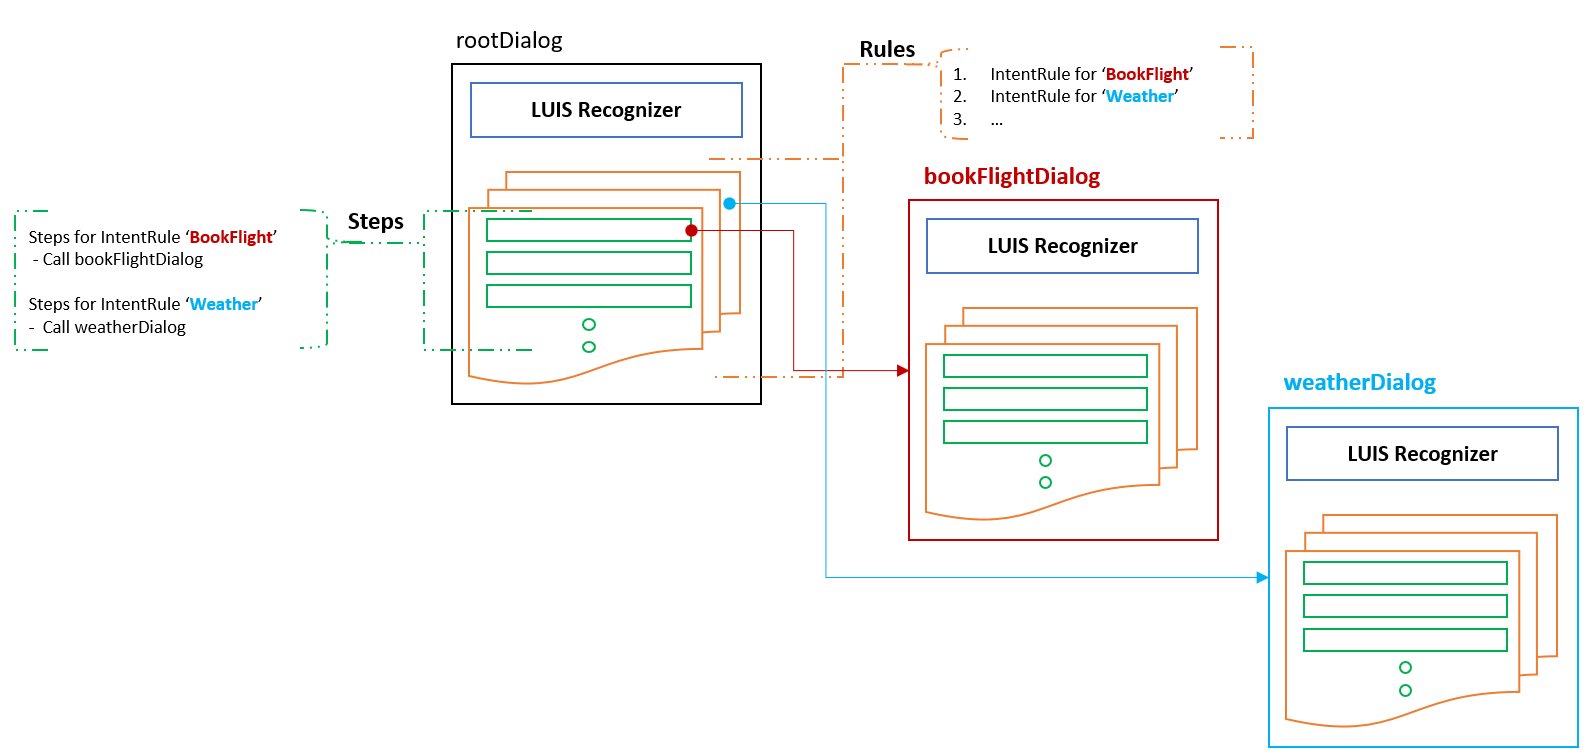 rootDialog
LUIS Recognizer
Rules
1. IntentRule for ‘BookFlight’
2. IntentRule for ‘Weather’
3. ...
Steps
Steps for IntentRule ‘BookFlight’
- Call bookFlightDialog
Steps for IntentRule ‘Weather’
- Call weatherDialog
bookFlightDialog
LUIS Recognizer
weatherDialog
LUIS Recognizer